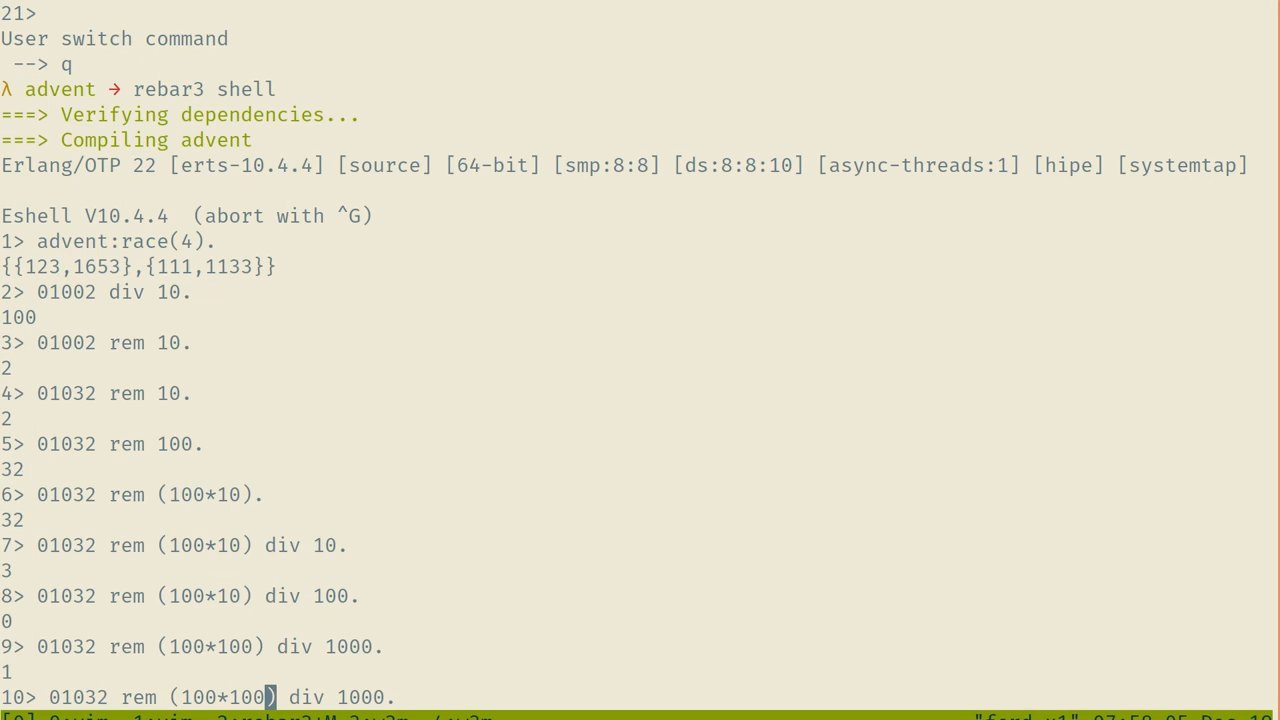 21>
User switch command
 --> q
λ advent → rebar3 shell
===> Verifying dependencies...
===> Compiling advent
Erlang/OTP 22 [erts-10.4.4] [source] [64-bit] [smp:8:8] [ds:8:8:10] [async-threads:1] [hipe] [systemtap]
Eshell V10.4.4  (abort with ^G)
1> advent:race(4).
{{123,1653},{111,1133}}
2> 01002 div 10.
100
3> 01002 rem 10.
2
4> 01032 rem 10.
2
5> 01032 rem 100.
32
6> 01032 rem (100*10).
32
7> 01032 rem (100*10) div 10.
3
8> 01032 rem (100*10) div 100.
0
9> 01032 rem (100*100) div 1000.
1
10> 01032 rem (100*100) div 1000.